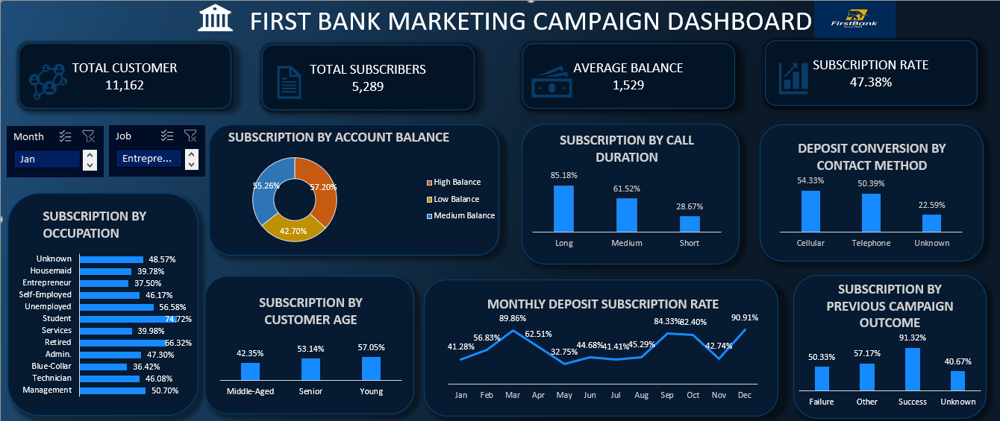 FIRST BANK MARKETING CAMPAIGN DASHBOARD
FirstBank
Since 1894
TOTAL CUSTOMER
11,162
TOTAL SUBSCRIBERS
5,289
AVERAGE BALANCE
1,529
SUBSCRIPTION RATE
47.38%
Month
Jan
Job
Entrepre...
SUBSCRIPTION BY ACCOUNT BALANCE
55.26%
57.20%
42.70%
High Balance
Low Balance
Medium Balance
SUBSCRIPTION BY CALL
DURATION
85.18%
61.52%
28.67%
Long Medium Short
DEPOSIT CONVERSION BY
CONTACT METHOD
54.33%
50.39%
22.59%
Cellular Telephone Unknown
SUBSCRIPTION BY
OCCUPATION
Unknown 48.57%
Housemaid 39.78%
Entrepreneur 37.50%
Self-Employed 46.17%
Unemployed 56.58%
Student 74.72%
Services 39.98%
Retired 66.32%
Admin. 47.30%
Blue-Collar 36.42%
Technician 46.08%
Management 50.70%
SUBSCRIPTION BY
CUSTOMER AGE
42.35% 53.14% 57.05%
Middle-Aged Senior Young
MONTHLY DEPOSIT SUBSCRIPTION RATE
41.28% 56.83% 89.86% 62.51% 32.75% 44.68% 41.41% 45.29% 84.33% 82.40% 42.74% 90.91%
Jan Feb Mar Apr May Jun Jul Aug Sep Oct Nov Dec
SUBSCRIPTION BY
PREVIOUS CAMPAIGN
OUTCOME
50.33% 57.17% 91.32% 40.67%
Failure Other Success Unknown